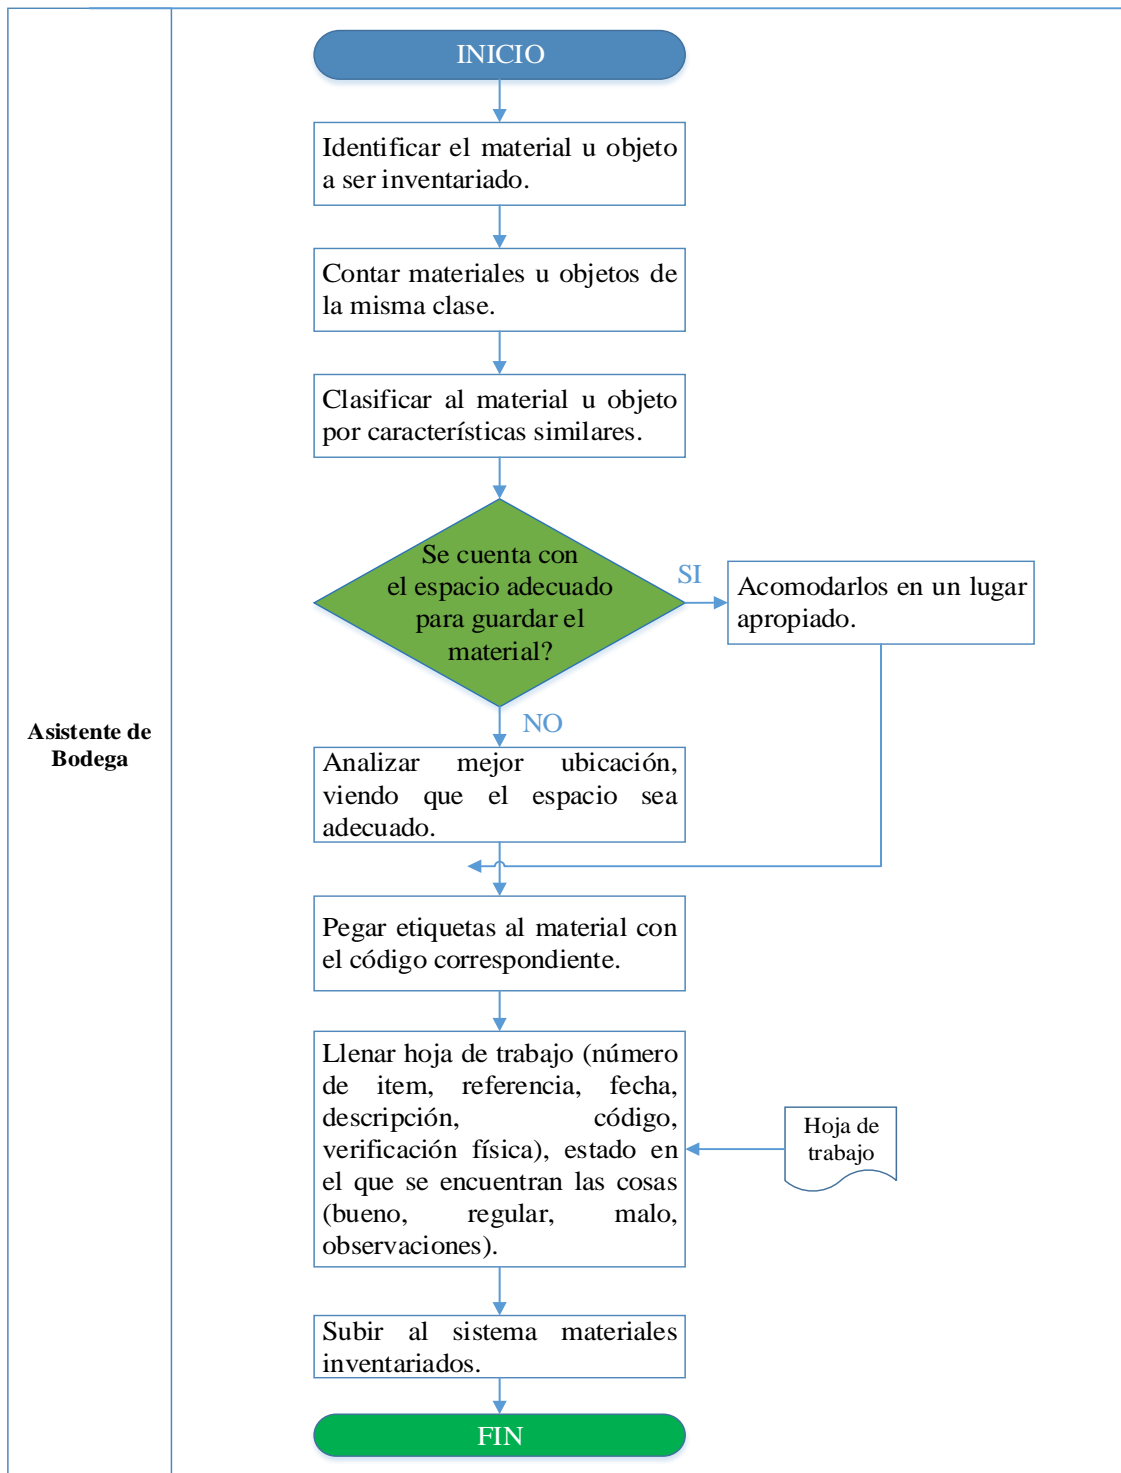 INICIO
Identificar el material u objeto
a ser inventariado.
Contar materiales u objetos de
la misma clase.
Clasificar al material u objeto
por características similares.
Se cuenta con
el espacio adecuado
para guardar el
material?
SI
Acomodarlos en un lugar
apropiado.
NO
Asistente de
Bodega
Analizar mejor ubicación,
viendo que el espacio sea
adecuado.
Pegar etiquetas al material con
el código correspondiente.
Llenar hoja de trabajo (número
de item, referencia, fecha,
descripción, código,
verificación física), estado en
el que se encuentran las cosas
(bueno, regular, malo,
observaciones).
Hoja de
trabajo
Subir al sistema materiales
inventariados.
FIN